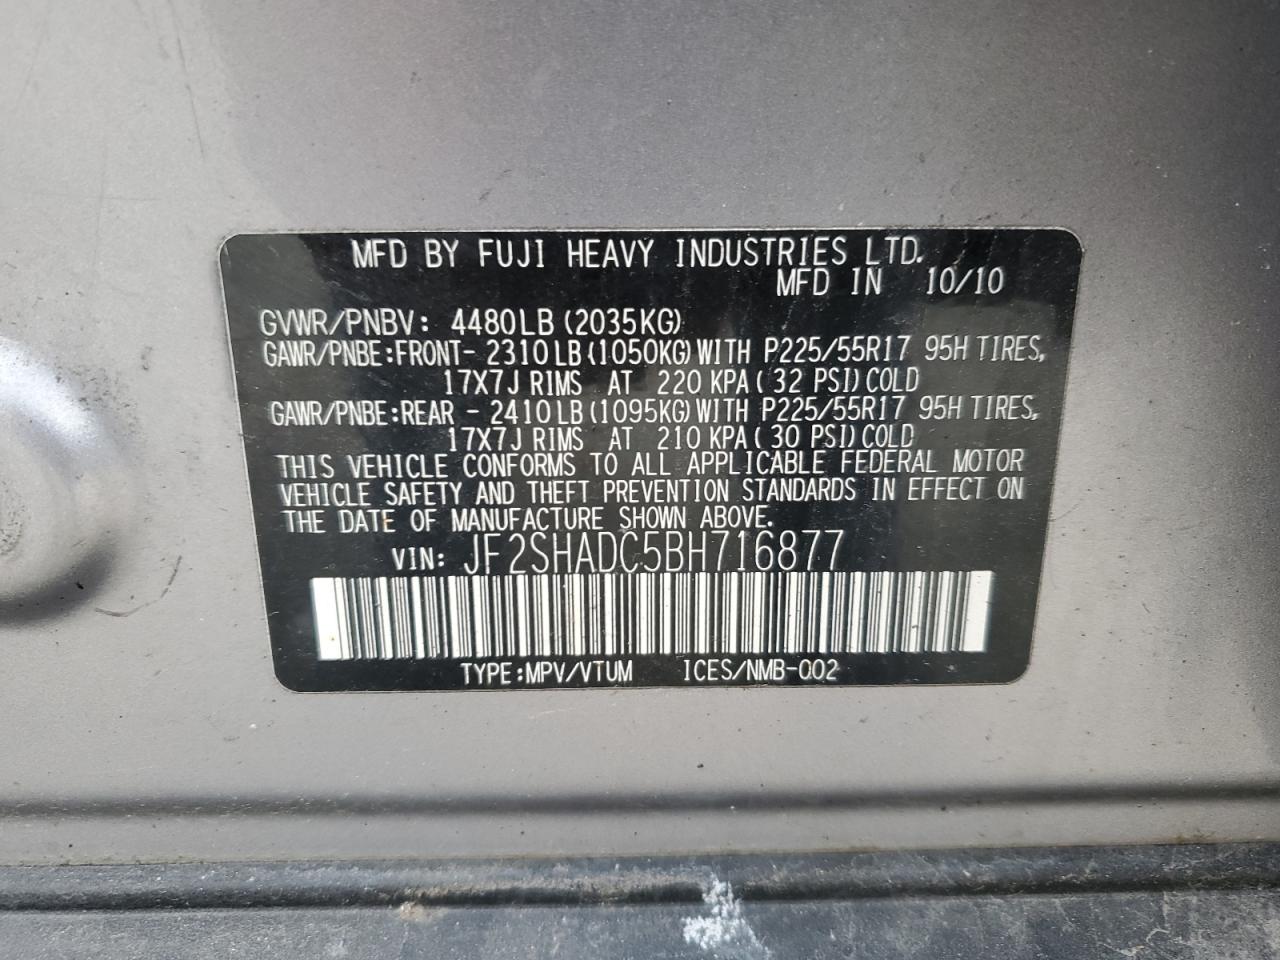 MFD BY FUJI HEAVY INDUSTRIES LTD.
MFD IN 10/10
GVWR/PNBV: 4480LB (2035KG)
GAWR/PNBE:FRONT- 2310LB(1050KG)WITH P225/55R17 95H TIRES,
17X7J RIMS AT 220 KPA( 32 PSI)COLD
GAWR/PNBE:REAR - 2410LB(1095KG)WITH P225/55R17 95H TIRES,
17X7J RIMS AT 210 KPA( 30 PSI)COLD
THIS VEHICLE CONFORMS TO ALL APPLICABLE FEDERAL MOTOR
VEHICLE SAFETY AND THEFT PREVENTION STANDARDS IN EFFECT ON
THE DATE OF MANUFACTURE SHOWN ABOVE.
VIN: JF2SHADC5BH716877
TYPE:MPV/VTUM ICES/NMB-002